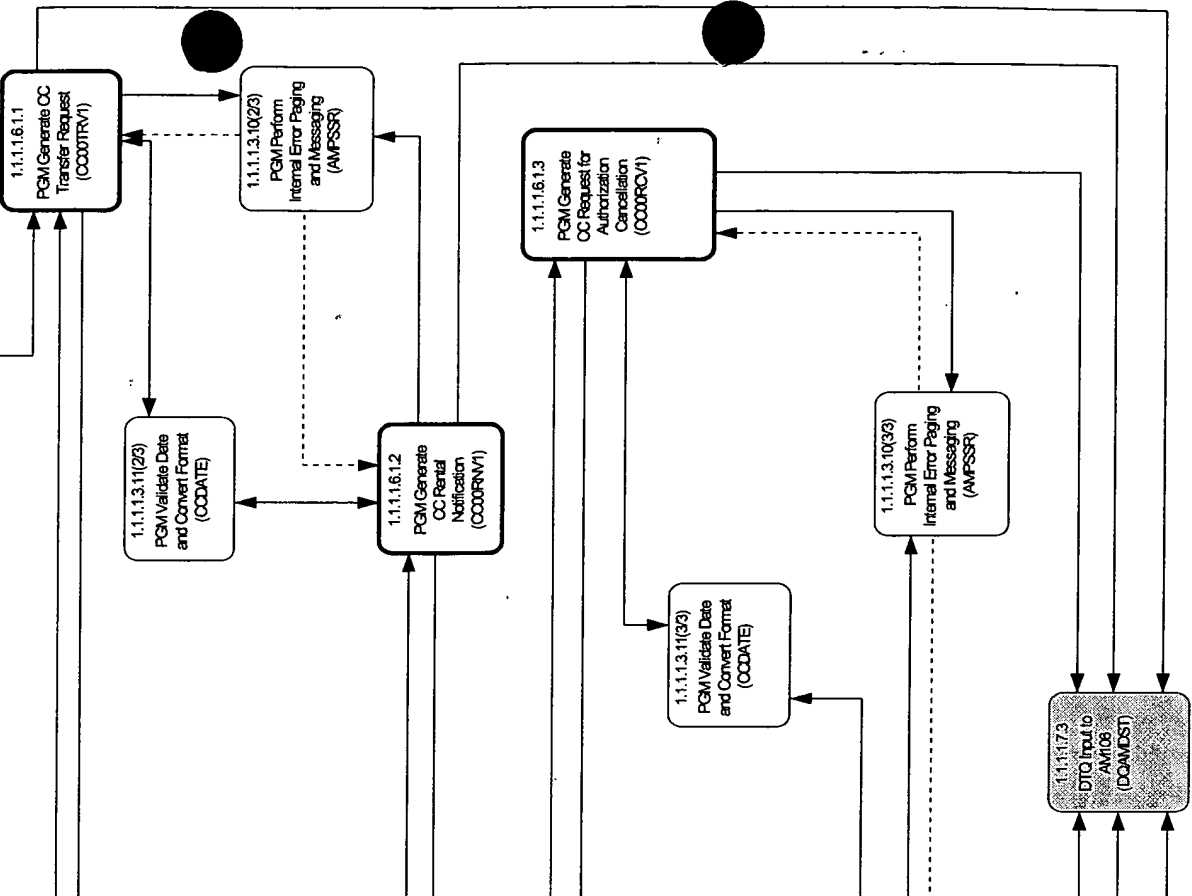 1.1.1.1.6.1.1
PGM Generate CC
Transfer Request
(CC00TRV1)
1.1.1.1.3.10(2/3)
PGM Perform
Internal Error Paging
and Messaging
(AMPSSR)
1.1.1.1.3.11(2/3)
PGM Validate Date
and Convert Format
(CCDATE)
1.1.1.1.6.1.2
PGM Generate
CC Rental
Notification
(CC00RNV1)
1.1.1.1.6.1.3
PGM Generate
CC Request for
Authorization
Cancellation
(CC00RCV1)
1.1.1.1.3.11(3/3)
PGM Validate Date
and Convert Format
(CCDATE)
1.1.1.1.3.10(3/3)
PGM Perform
Internal Error Paging
and Messaging
(AMPSSR)
1.1.1.1.7.3
DTQ Input to
AM106
(DQAMDST)